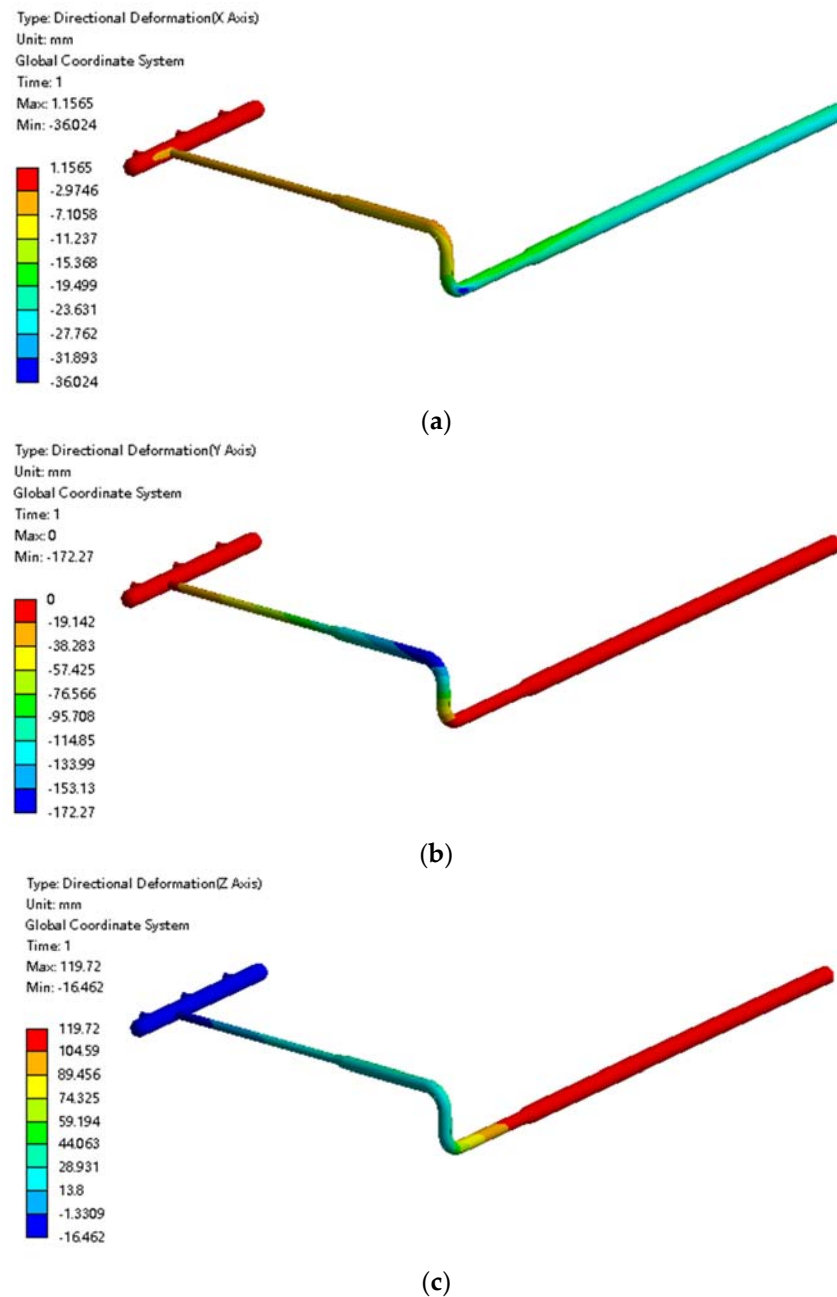 Type: Directional Deformation(X Axis)
Unit: mm
Global Coordinate System
Time: 1
Max: 1.1565
Min: -36.024
1.1565
-2.9746
-7.1058
-11.237
-15.368
-19.499
-23.631
-27.762
-31.893
-36.024
(a)
Type: Directional Deformation(Y Axis)
Unit: mm
Global Coordinate System
Time: 1
Max: 0
Min: -172.27
0
-19.142
-38.283
-57.425
-76.566
-95.708
-114.85
-133.99
-153.13
-172.27
(b)
Type: Directional Deformation(Z Axis)
Unit: mm
Global Coordinate System
Time: 1
Max: 119.72
Min: -16.462
119.72
104.59
89.456
74.325
59.194
44.063
28.931
13.8
-1.3309
-16.462
(c)